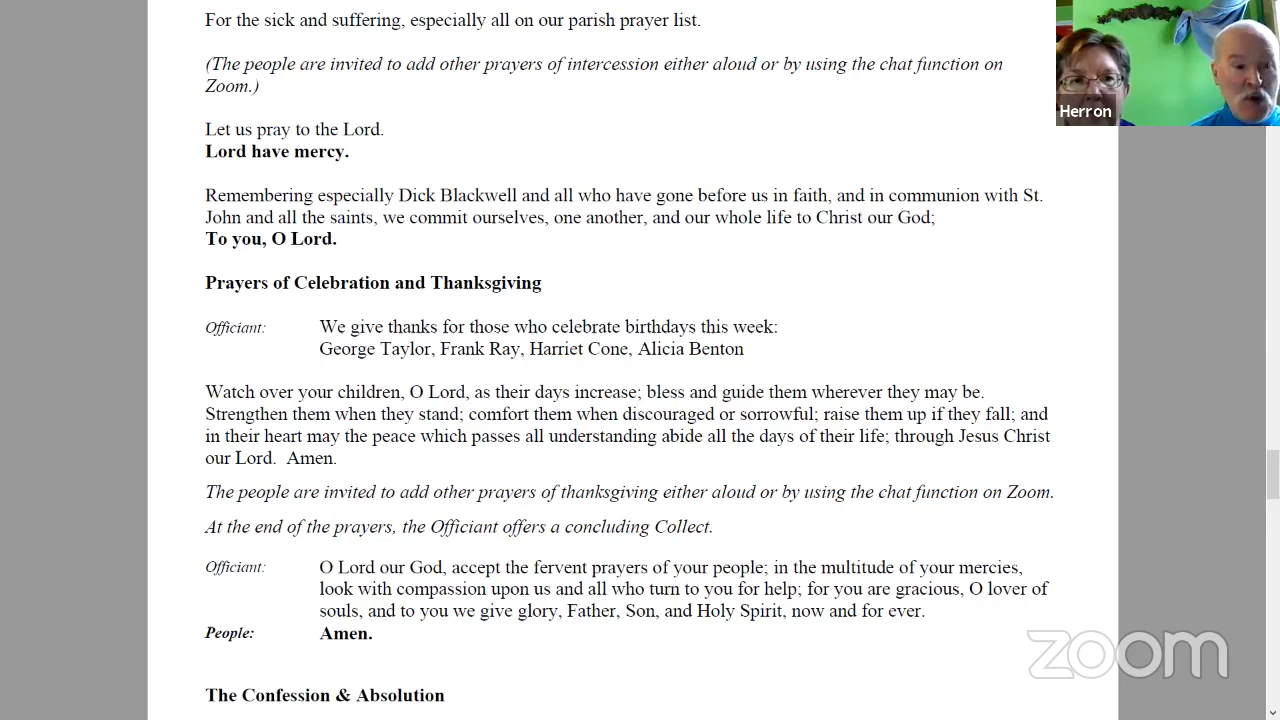 For the sick and suffering, especially all on our parish prayer list.
(The people are invited to add other prayers of intercession either aloud or by using the chat function on
Zoom.)
Herron
Let us pray to the Lord.
Lord have mercy.
Remembering especially Dick Blackwell and all who have gone before us in faith, and in communion with St.
John and all the saints, we commit ourselves, one another, and our whole life to Christ our God;
To you, O Lord.
Prayers of Celebration and Thanksgiving
Officiant: We give thanks for those who celebrate birthdays this week:
George Taylor, Frank Ray, Harriet Cone, Alicia Benton
Watch over your children, O Lord, as their days increase; bless and guide them wherever they may be.
Strengthen them when they stand; comfort them when discouraged or sorrowful; raise them up if they fall; and
in their heart may the peace which passes all understanding abide all the days of their life; through Jesus Christ
our Lord. Amen.
The people are invited to add other prayers of thanksgiving either aloud or by using the chat function on Zoom.
At the end of the prayers, the Officiant offers a concluding Collect.
Officiant: O Lord our God, accept the fervent prayers of your people; in the multitude of your mercies,
look with compassion upon us and all who turn to you for help; for you are gracious, O lover of
souls, and to you we give glory, Father, Son, and Holy Spirit, now and for ever.
People: Amen.
zoom
The Confession & Absolution